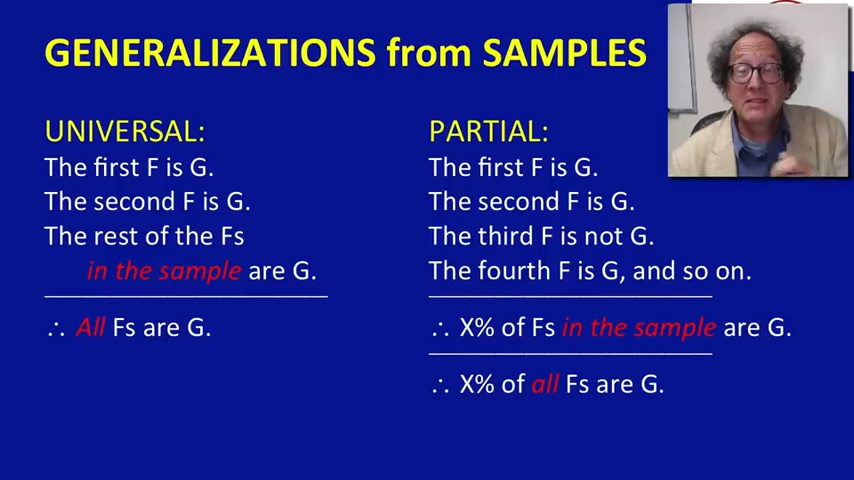 GENERALIZATIONS from SAMPLES
UNIVERSAL:
The first F is G.
The second F is G.
The rest of the Fs
in the sample are G.
∴ All Fs are G.
PARTIAL:
The first F is G.
The second F is G.
The third F is not G.
The fourth F is G, and so on.
∴ X% of Fs in the sample are G.
∴ X% of all Fs are G.